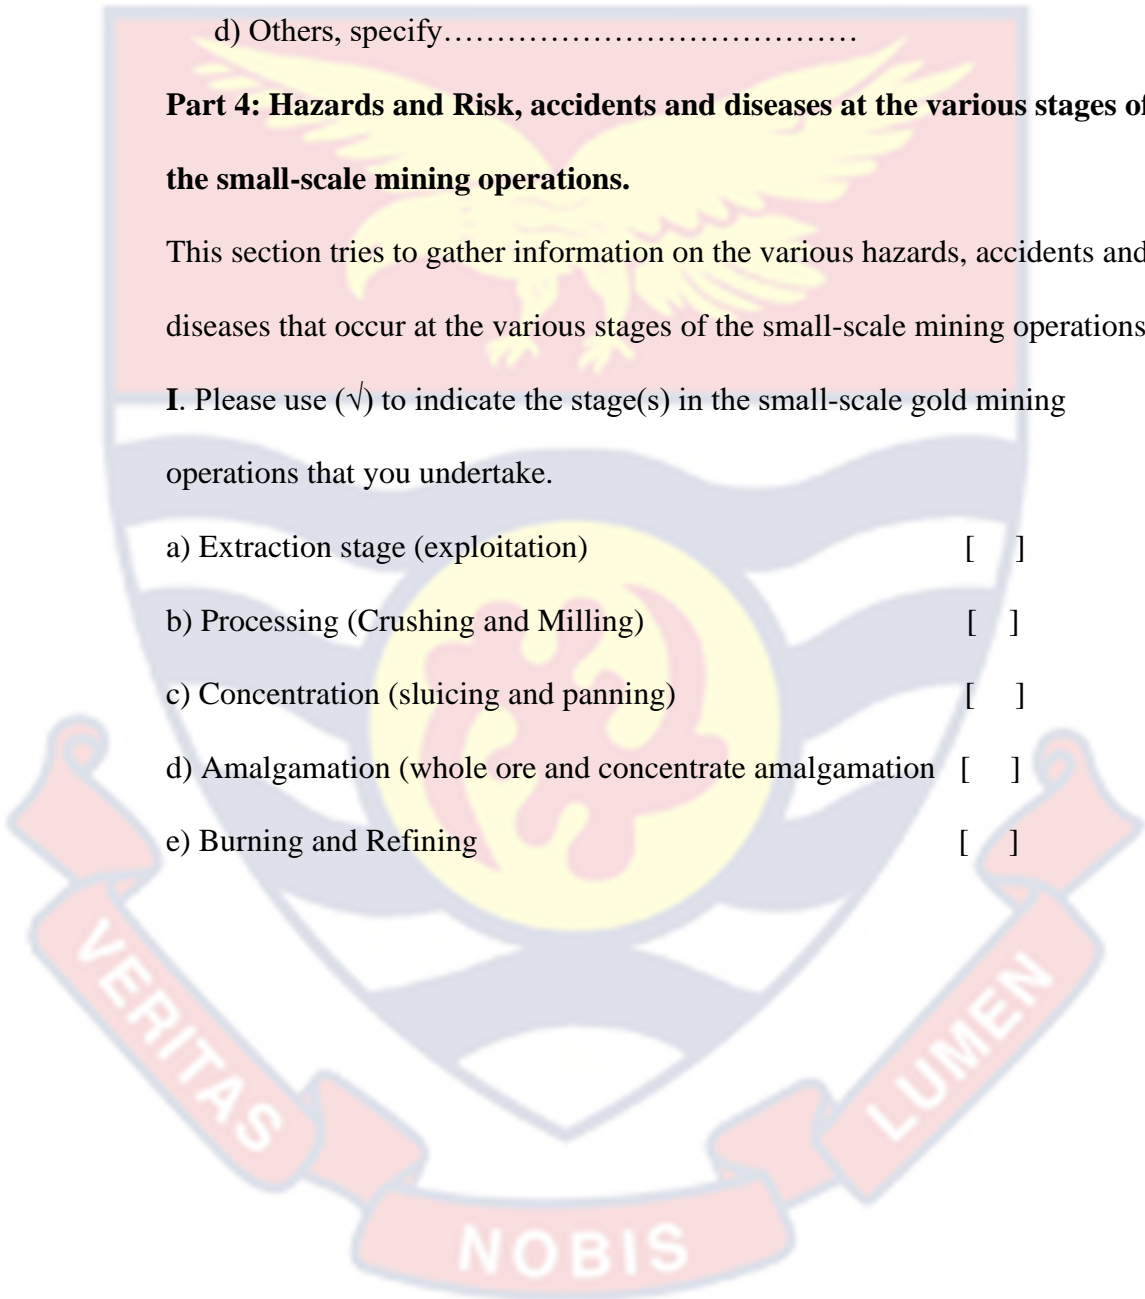 d) Others, specify…………………………………
Part 4: Hazards and Risk, accidents and diseases at the various stages of
the small-scale mining operations.
This section tries to gather information on the various hazards, accidents and
diseases that occur at the various stages of the small-scale mining operations
I. Please use (√) to indicate the stage(s) in the small-scale gold mining
operations that you undertake.
a) Extraction stage (exploitation) [ ]
b) Processing (Crushing and Milling) [ ]
c) Concentration (sluicing and panning) [ ]
d) Amalgamation (whole ore and concentrate amalgamation [ ]
e) Burning and Refining [ ]
VERITAS
NOBIS
LUMEN